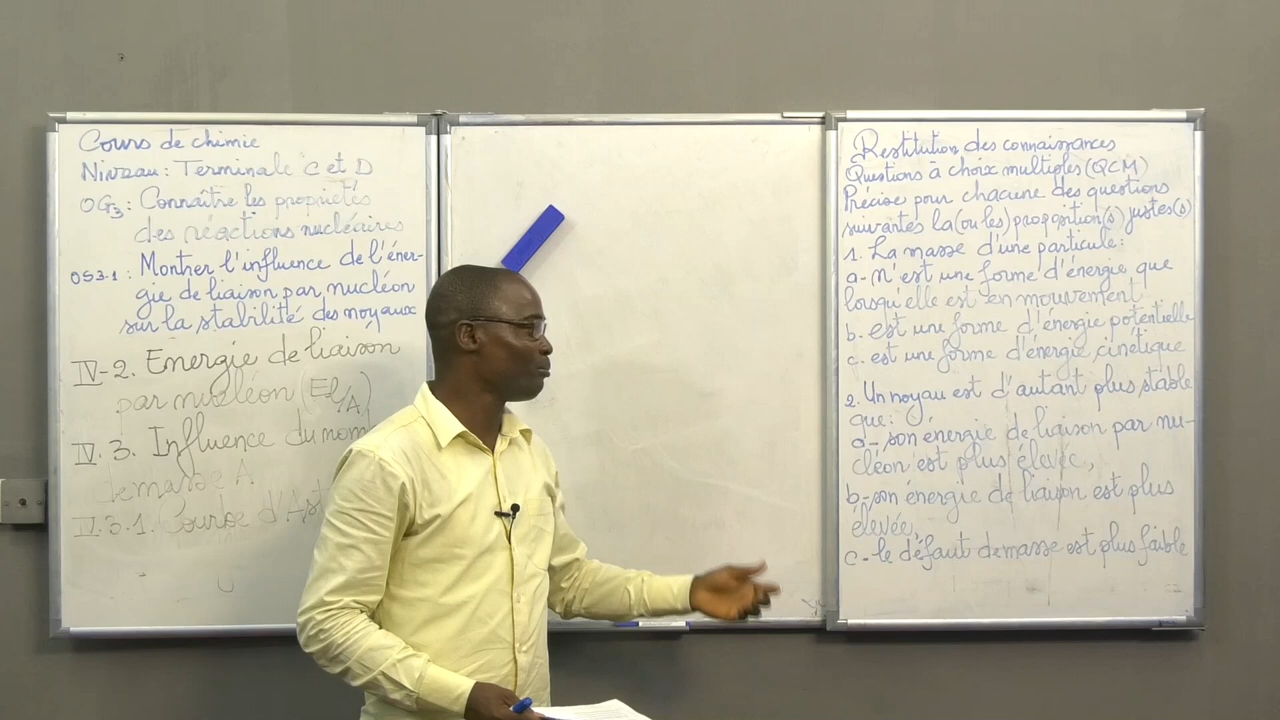 Cours de chimie
Niveau : Terminale C et D
OG3 : Connaître les propriétés
des réactions nucléaires
OS3-1 : Montrer l'influence de l'éner-
gie de liaison par nucléon
sur la stabilité des noyaux
IV-2. Energie de liaison
par nucléon (El/A)
IV. 3. Influence du nom
de masse A
IV.3.1. Courbe d'Ast
Restitution des connaissances
Questions à choix multiples (QCM)
Précise pour chacune des questions
suivantes la (ou les) proposition(s) justes(s)
1. La masse d'une particule :
a- n'est une forme d'énergie que
lorsqu'elle est en mouvement
b. est une forme d'énergie potentielle
c. est une forme d'énergie cinétique
2. Un noyau est d'autant plus stable
que :
a- son énergie de liaison par nu-
cléon est plus élevée,
b- son énergie de liaison est plus
élevée,
c- le défaut de masse est plus faible